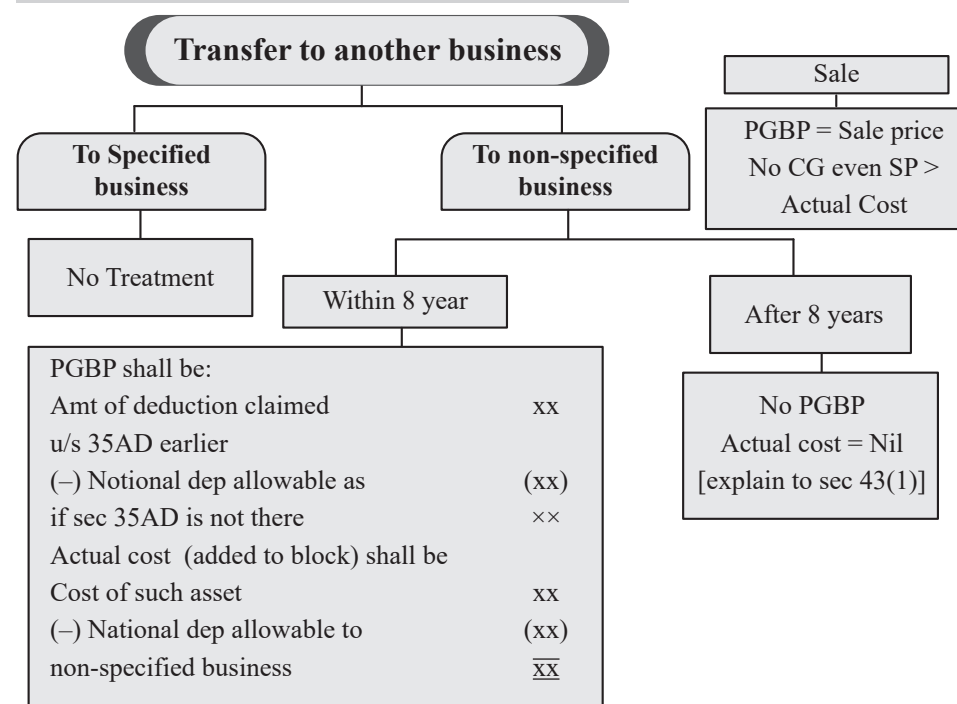 Transfer to another business
Sale
PGBP = Sale price
No CG even SP >
Actual Cost
To Specified
business
To non-specified
business
No Treatment
Within 8 year
After 8 years
PGBP shall be:
Amt of deduction claimed xx
u/s 35AD earlier
(–) Notional dep allowable as (xx)
if sec 35AD is not there ××
Actual cost (added to block) shall be
Cost of such asset xx
(–) National dep allowable to (xx)
non-specified business xx
No PGBP
Actual cost = Nil
[explain to sec 43(1)]